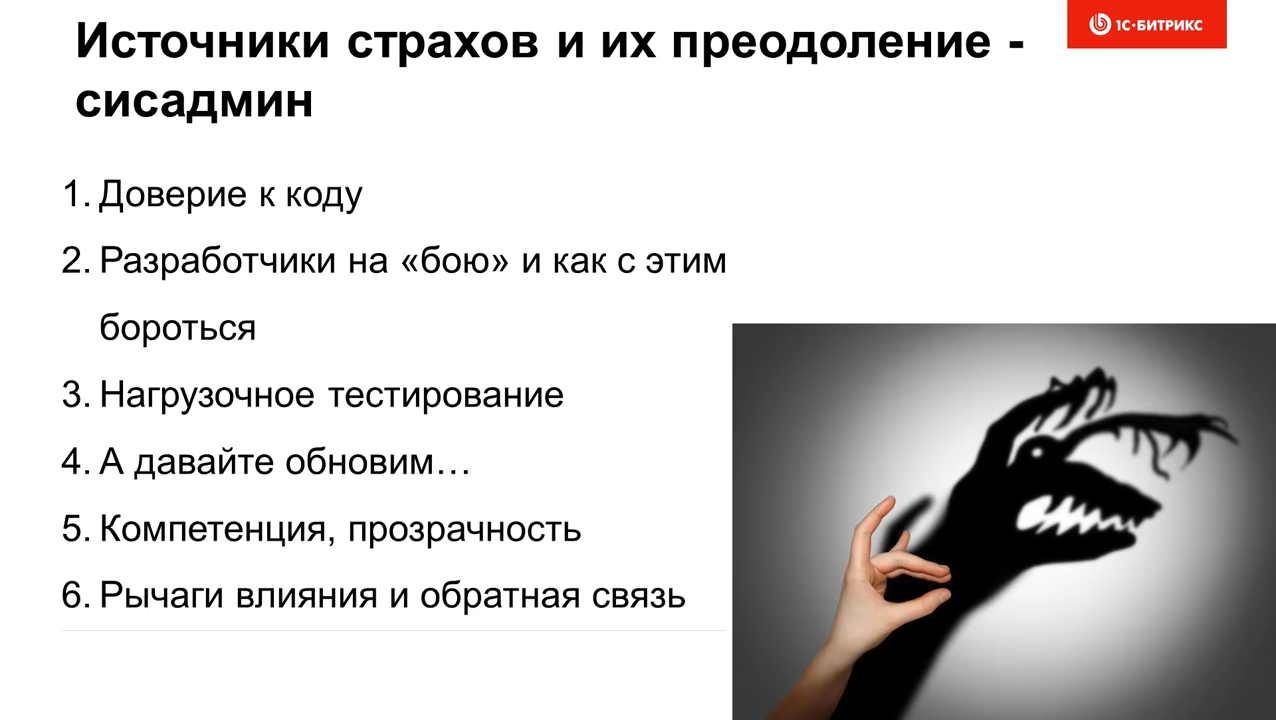 Источники страхов и их преодоление -
сисадмин
1С·БИТРИКС
1. Доверие к коду
2. Разработчики на «бою» и как с этим
бороться
3. Нагрузочное тестирование
4. А давайте обновим…
5. Компетенция, прозрачность
6. Рычаги влияния и обратная связь